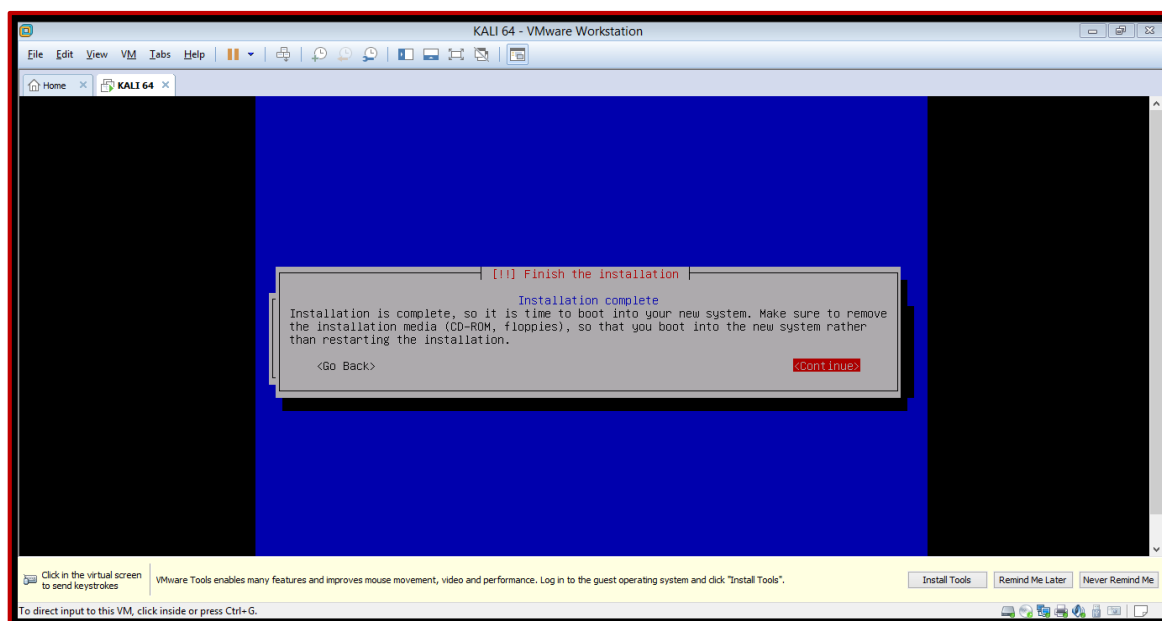 KALI 64 - VMware Workstation
File Edit View VM Tabs Help
Home KALI 64
[!!] Finish the installation
Installation complete
Installation is complete, so it is time to boot into your new system. Make sure to remove
the installation media (CD-ROM, floppies), so that you boot into the new system rather
than restarting the installation.
<Go Back> <Continue>
Click in the virtual screen
to send keystrokes
VMware Tools enables many features and improves mouse movement, video and performance. Log in to the guest operating system and click "Install Tools".
Install Tools Remind Me Later Never Remind Me
To direct input to this VM, click inside or press Ctrl+G.